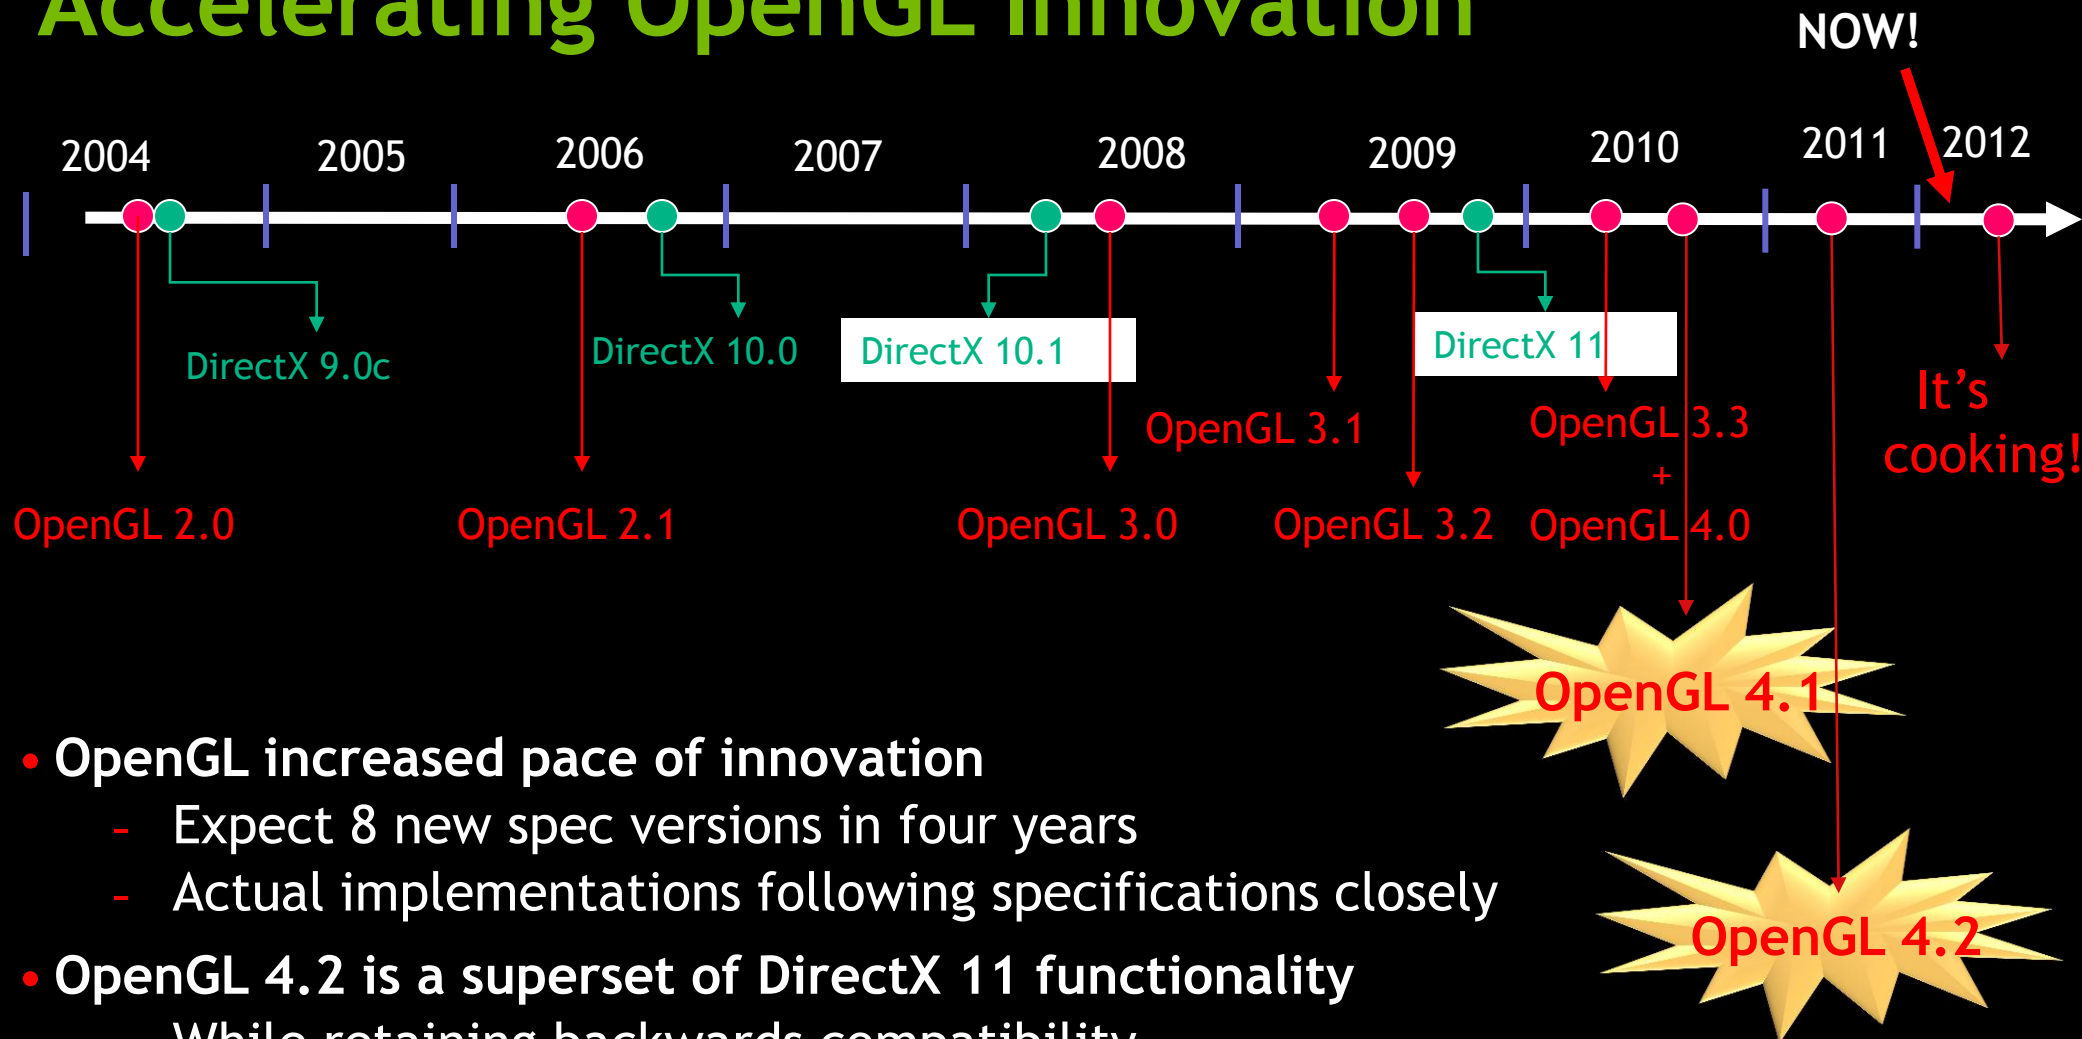 Accelerating OpenGL Innovation
NOW!
2004 2005 2006 2007 2008 2009 2010 2011 2012
DirectX 9.0c
DirectX 10.0
DirectX 10.1
DirectX 11
OpenGL 2.0
OpenGL 2.1
OpenGL 3.0
OpenGL 3.1
OpenGL 3.2
OpenGL 3.3
+
OpenGL 4.0
It’s
cooking!
OpenGL 4.1
OpenGL 4.2
• OpenGL increased pace of innovation
– Expect 8 new spec versions in four years
– Actual implementations following specifications closely
• OpenGL 4.2 is a superset of DirectX 11 functionality
While retaining backwards compatibility